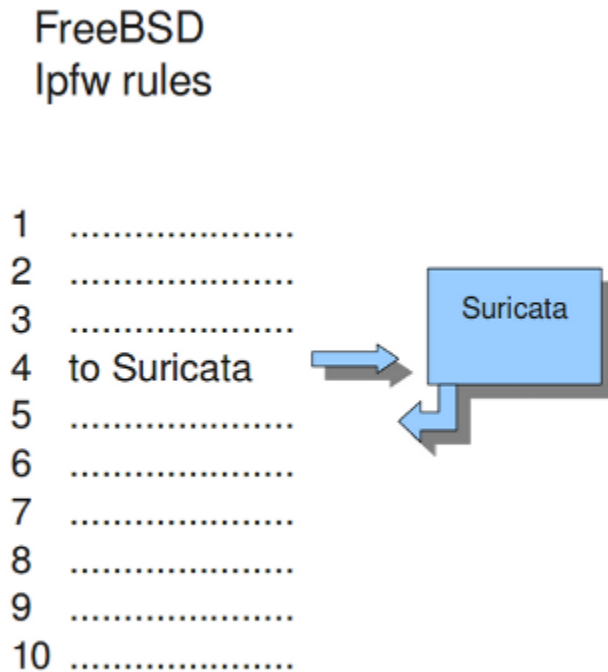 FreeBSD
Ipfw rules
1 .....................
2 .....................
3 .....................
4 to Suricata
5 .....................
6 .....................
7 .....................
8 .....................
9 .....................
10 .....................
Suricata